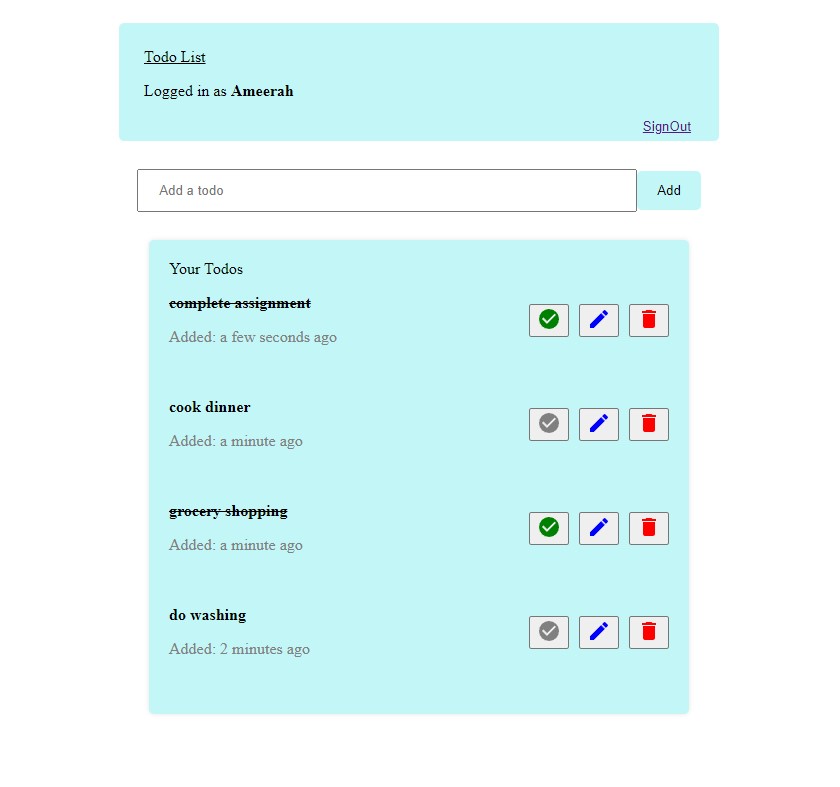 Todo List
Logged in as Ameerah
SignOut
Add a todo
Add
Your Todos
complete assignment
Added: a few seconds ago
cook dinner
Added: a minute ago
grocery shopping
Added: a minute ago
do washing
Added: 2 minutes ago